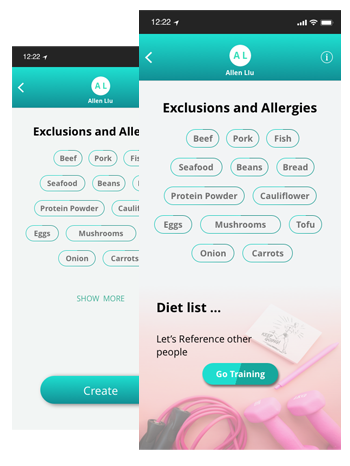 12:22
Allen LIu
Exclusions and Alle
Beef Pork Fis
Seafood Beans
Protein Powder Caulif
Eggs Mushrooms
Onion Carrots
SHOW MORE
Create
12:22
A L
Allen LIu
Exclusions and Allergies
Beef Pork Fish
Seafood Beans Bread
Protein Powder Cauliflower
Eggs Mushrooms Tofu
Onion Carrots
Diet list ...
Let's Reference other
people
Go Training